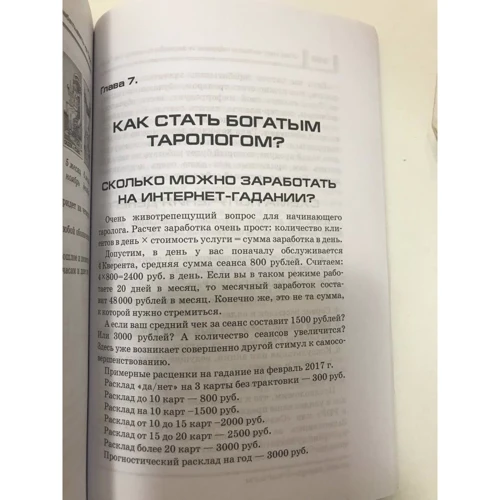 Глава 7.
КАК СТАТЬ БОГАТЫМ
ТАРОЛОГОМ?
СКОЛЬКО МОЖНО ЗАРАБОТАТЬ
НА ИНТЕРНЕТ-ГАДАНИИ?
Очень животрепещущий вопрос для начинающего
таролога. Расчет заработка очень прост: количество кли-
ентов в день × стоимость услуги = сумма заработка в день.
Допустим, в день у вас поначалу обслуживается
Кверента, средняя сумма сеанса 800 рублей. Считаем:
×800=2400 руб. в день. Если вы в таком режиме рабо-
таете 20 дней в месяц, то месячный заработок соста-
вит 48 000 рублей в месяц. Конечно же, это не та сумма,
к которой нужно стремиться.
А если ваш средний чек за сеанс составит 1500 рублей?
Или 3000 рублей? А количество сеансов увеличится?
Здесь уже возникает совершенно другой стимул к самосо-
вершенствованию.
Примерные расценки на гадание на февраль 2017 г.
Расклад «да/нет» на 3 карты без трактовки — 300 руб.
Расклад до 10 карт — 800 руб.
Расклад на 10 карт –1500 руб.
Расклад от 10 до 15 карт –2000 руб.
Расклад от 15 до 20 карт — 2500 руб.
Расклад более 20 карт — 3000 руб.
Прогностический расклад на год — 3000 руб.